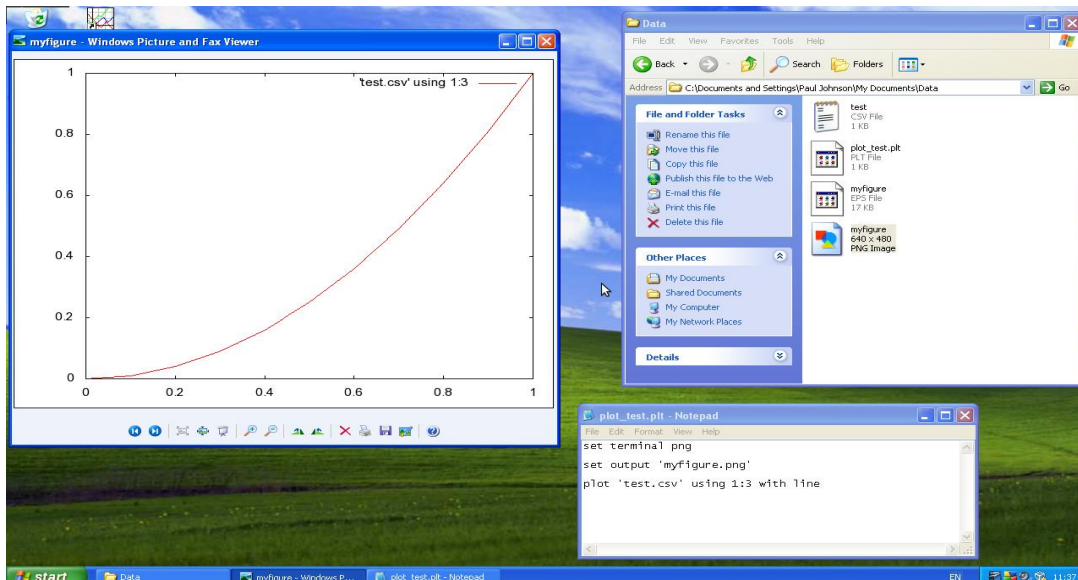 myfigure - Windows Picture and Fax Viewer
'test.csv' using 1:3
1
0.8
0.6
0.4
0.2
0
0 0.2 0.4 0.6 0.8 1
Data
File Edit View Favorites Tools Help
Back Search Folders
Address C:\Documents and Settings\Paul Johnson\My Documents\Data Go
File and Folder Tasks
Rename this file
Move this file
Copy this file
Publish this file to the Web
E-mail this file
Print this file
Delete this file
Other Places
My Documents
Shared Documents
My Computer
My Network Places
Details
test
CSV File
1 KB
plot_test.plt
PLT File
1 KB
myfigure
EPS File
17 KB
myfigure
640 x 480
PNG Image
plot_test.plt - Notepad
File Edit Format View Help
set terminal png
set output 'myfigure.png'
plot 'test.csv' using 1:3 with line
start Data myfigure - Windows P... plot_test.plt - Notepad EN 11:37